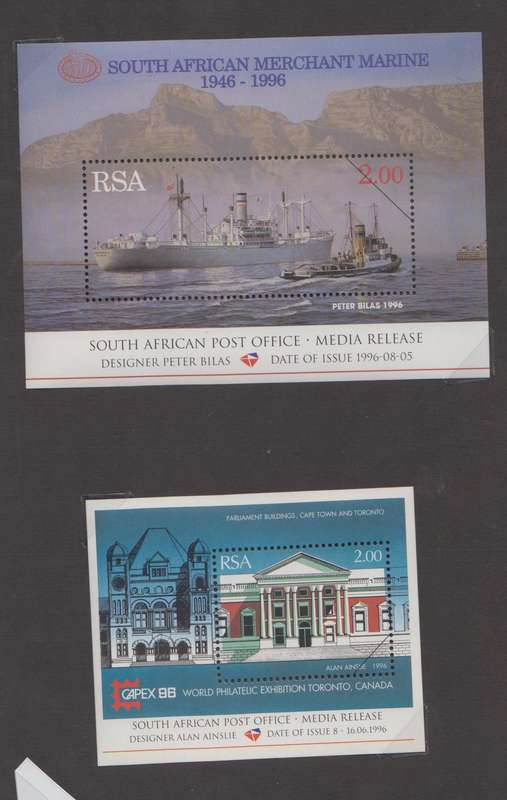 SOUTH AFRICAN MERCHANT MARINE
1946 - 1996
RSA
2.00
PETER BILAS 1996
SOUTH AFRICAN POST OFFICE · MEDIA RELEASE
DESIGNER PETER BILAS DATE OF ISSUE 1996-08-05
PARLIAMENT BUILDINGS, CAPE TOWN AND TORONTO
RSA
2.00
ALAN AINSLIE 1996
CAPEX 96 WORLD PHILATELIC EXHIBITION TORONTO, CANADA
SOUTH AFRICAN POST OFFICE · MEDIA RELEASE
DESIGNER ALAN AINSLIE DATE OF ISSUE 8 - 16.06.1996